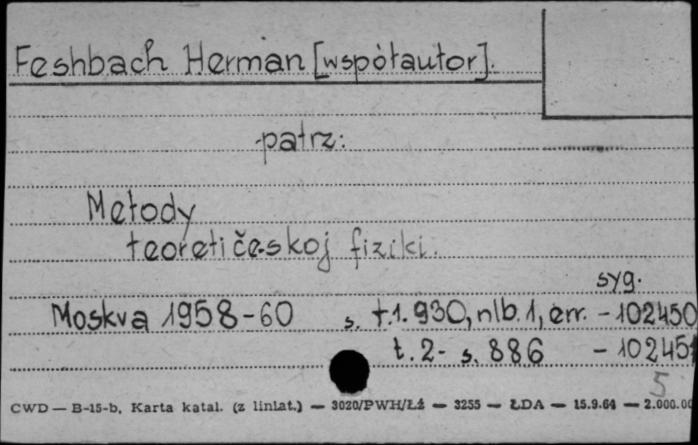 Feshbach Herman [współautor].
patrz:
Metody
teoretičeskoj fiziki.
syg.
Moskva 1958-60 s. t.1. 930, nlb. 1, err. - 102450
t. 2 - s. 886 - 102451
5
CWD — B-15-b, Karta katal. (z liniat.) — 3020/PWH/Łź — 3255 — ŁDA — 15.9.64 — 2.000.00